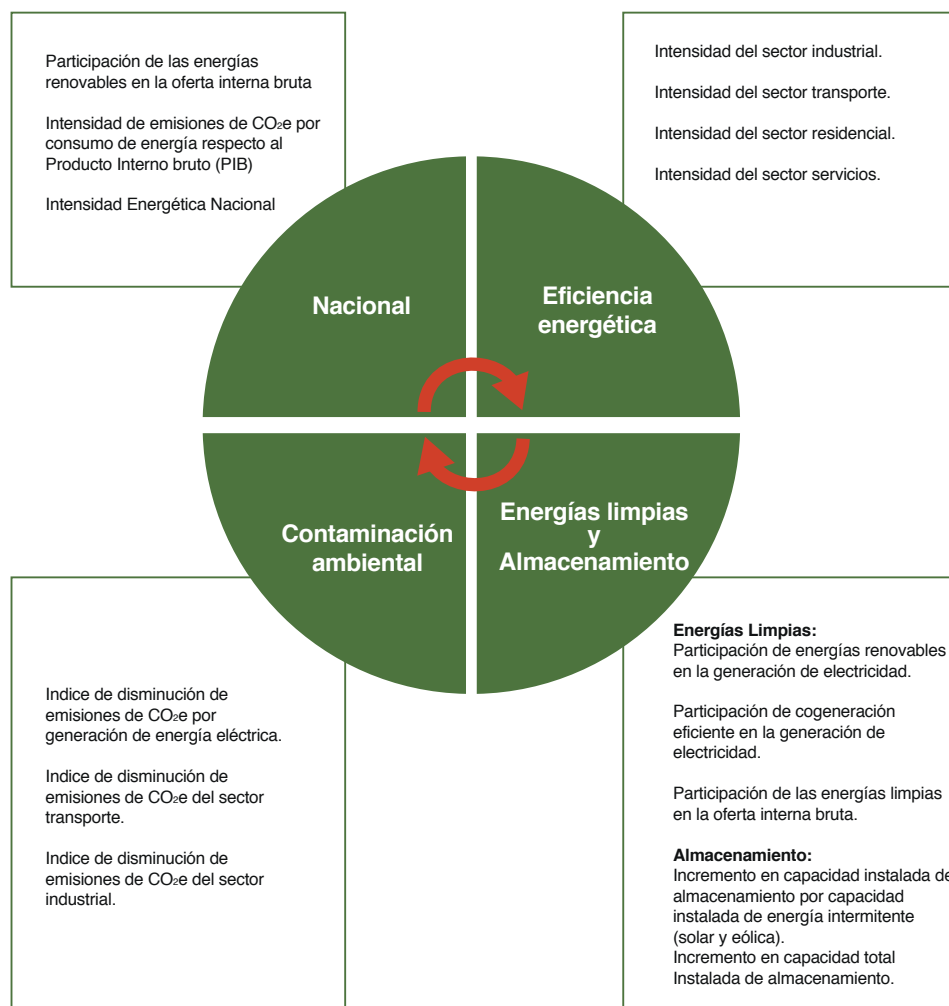 Participación de las energías
renovables en la oferta interna bruta
Intensidad de emisiones de CO₂e por
consumo de energía respecto al
Producto Interno bruto (PIB)
Intensidad Energética Nacional
Intensidad del sector industrial.
Intensidad del sector transporte.
Intensidad del sector residencial.
Intensidad del sector servicios.
Nacional
Eficiencia
energética
Contaminación
ambiental
Energías limpias
y
Almacenamiento
Indice de disminución de
emisiones de CO₂e por
generación de energía eléctrica.
Indice de disminución de
emisiones de CO₂e del sector
transporte.
Indice de disminución de
emisiones de CO₂e del sector
industrial.
Energías Limpias:
Participación de energías renovables
en la generación de electricidad.
Participación de cogeneración
eficiente en la generación de
electricidad.
Participación de las energías limpias
en la oferta interna bruta.
Almacenamiento:
Incremento en capacidad instalada de
almacenamiento por capacidad
instalada de energía intermitente
(solar y eólica).
Incremento en capacidad total
Instalada de almacenamiento.